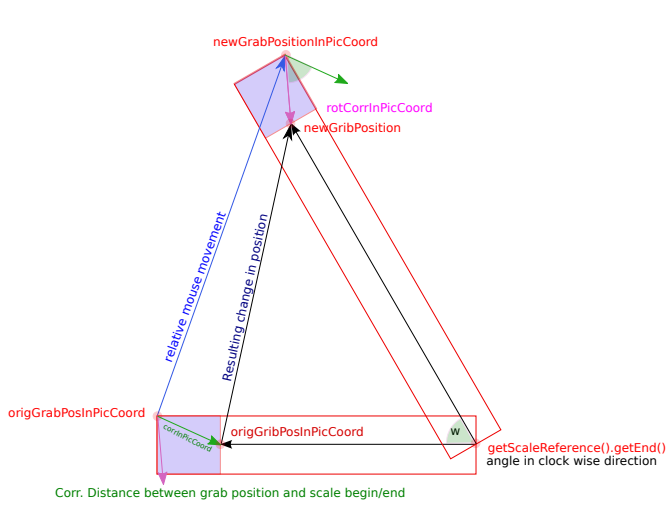 newGrabPositionInPicCoord
rotCorrInPicCoord
newGribPosition
relative mouse movement
Resulting change in position
origGrabPosInPicCoord
corrInPicCoord
origGribPosInPicCoord
w
getScaleReference().getEnd()
angle in clock wise direction
Corr. Distance between grab position and scale begin/end